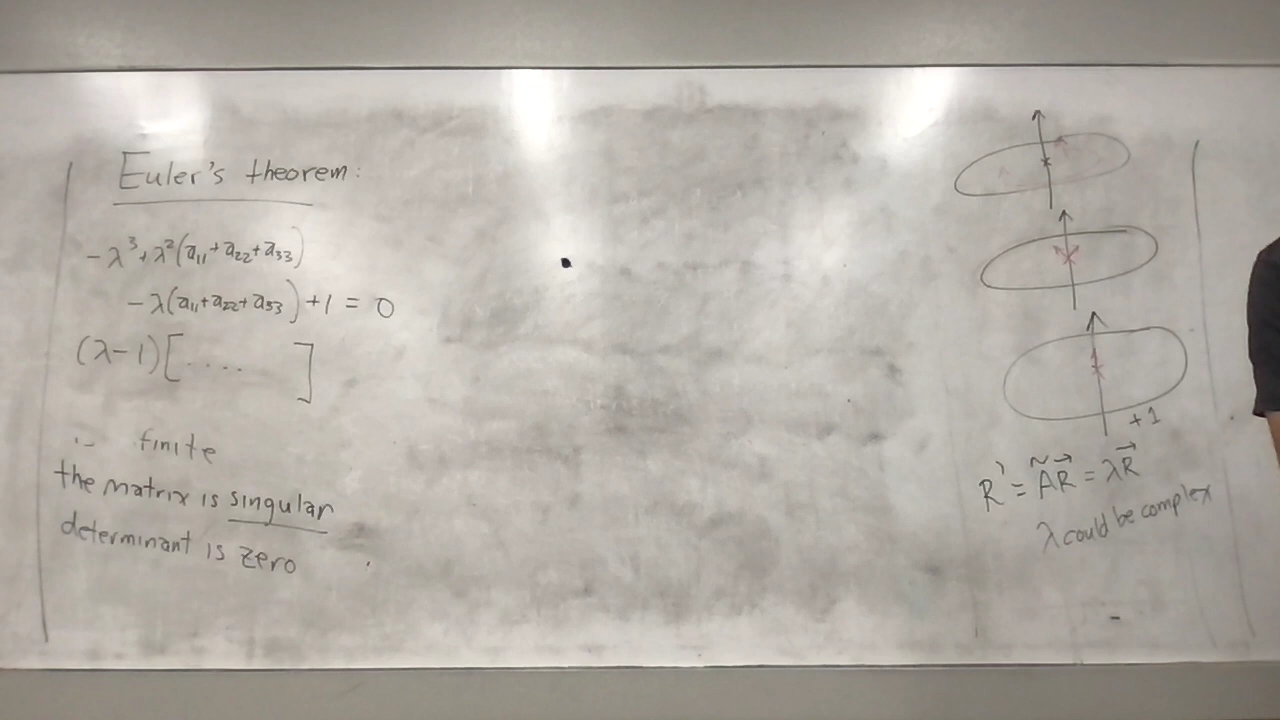 Euler's theorem:
-λ³+λ²(a₁₁+a₂₂+a₃₃)
-λ(a₁₁+a₂₂+a₃₃)+1=0
(λ-1)[.... ]
finite
the matrix is singular
determinant is zero
+1
R' = ÃR⃗ = λR⃗
λ could be complex